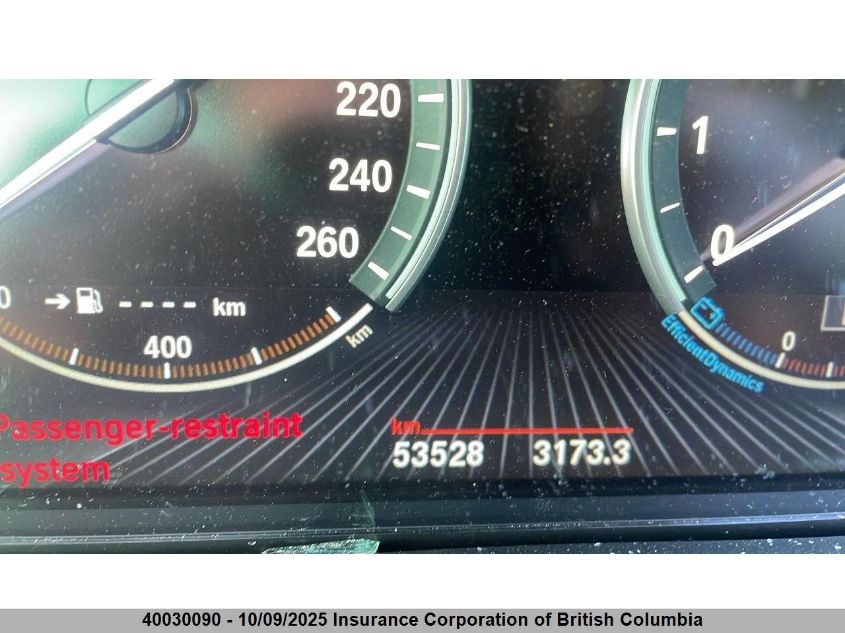 220
240
260
1
0
0
→ ---- km
400
km
EfficientDynamics
0
Passenger-restraint
system
km
53528 3173.3
40030090 - 10/09/2025 Insurance Corporation of British Columbia